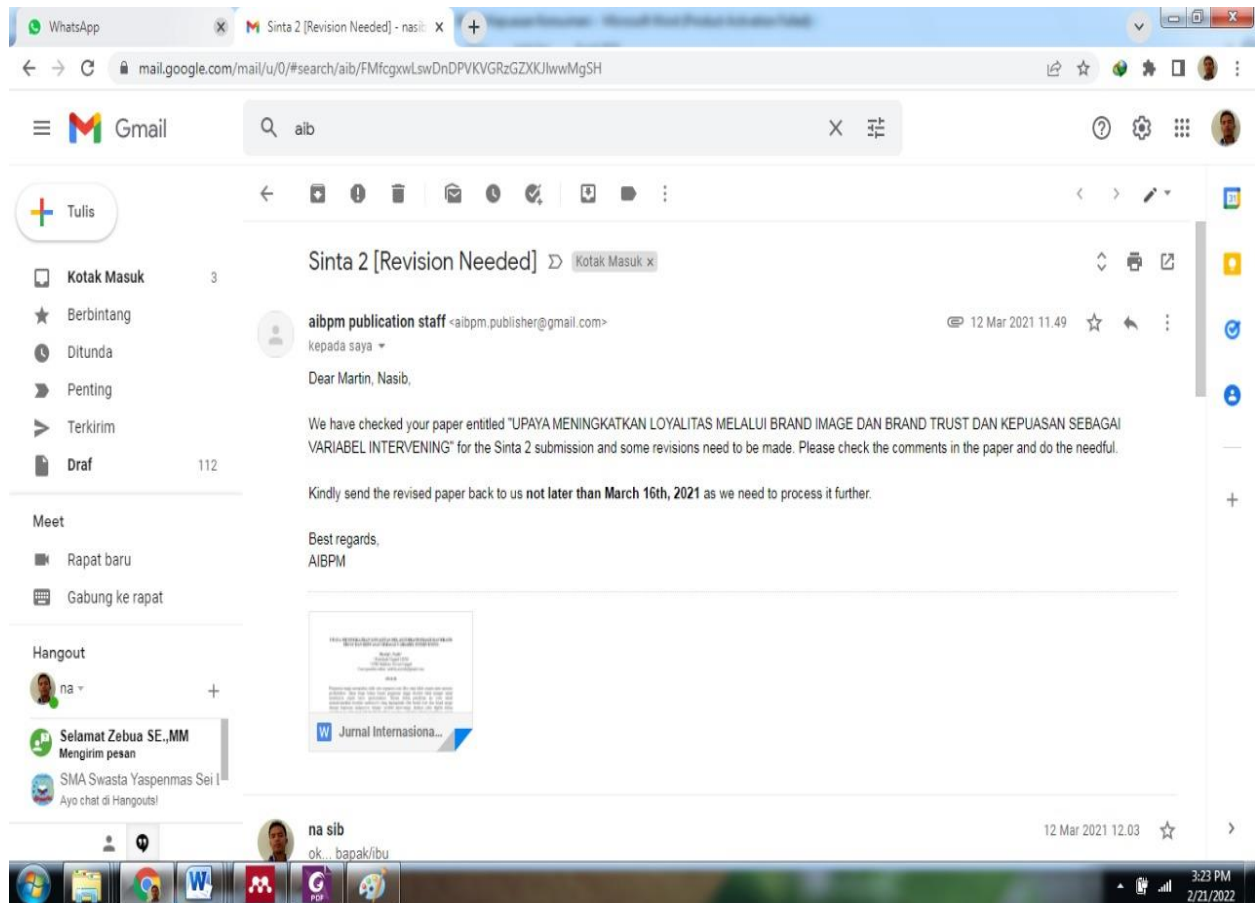 WhatsApp
Sinta 2 [Revision Needed] - nasib
mail.google.com/mail/u/0/#search/aib/FMfcgxwLswDnDPVKVGRzGZXKJlwwMgSH
Gmail
aib
Tulis
Sinta 2 [Revision Needed] Kotak Masuk x
Kotak Masuk 3
Berbintang
Ditunda
Penting
Terkirim
Draf 112
aibpm publication staff <aibpm.publisher@gmail.com>
12 Mar 2021 11.49
kepada saya
Dear Martin, Nasib,
We have checked your paper entitled "UPAYA MENINGKATKAN LOYALITAS MELALUI BRAND IMAGE DAN BRAND TRUST DAN KEPUASAN SEBAGAI
VARIABEL INTERVENING" for the Sinta 2 submission and some revisions need to be made. Please check the comments in the paper and do the needful.
Kindly send the revised paper back to us not later than March 16th, 2021 as we need to process it further.
Best regards,
AIBPM
Meet
Rapat baru
Gabung ke rapat
Hangout
na
Selamat Zebua SE.,MM
Mengirim pesan
SMA Swasta Yaspenmas Sei
Ayo chat di Hangouts!
W Jurnal Internasiona...
na sib
12 Mar 2021 12.03
ok... bapak/ibu
3:23 PM
2/21/2022